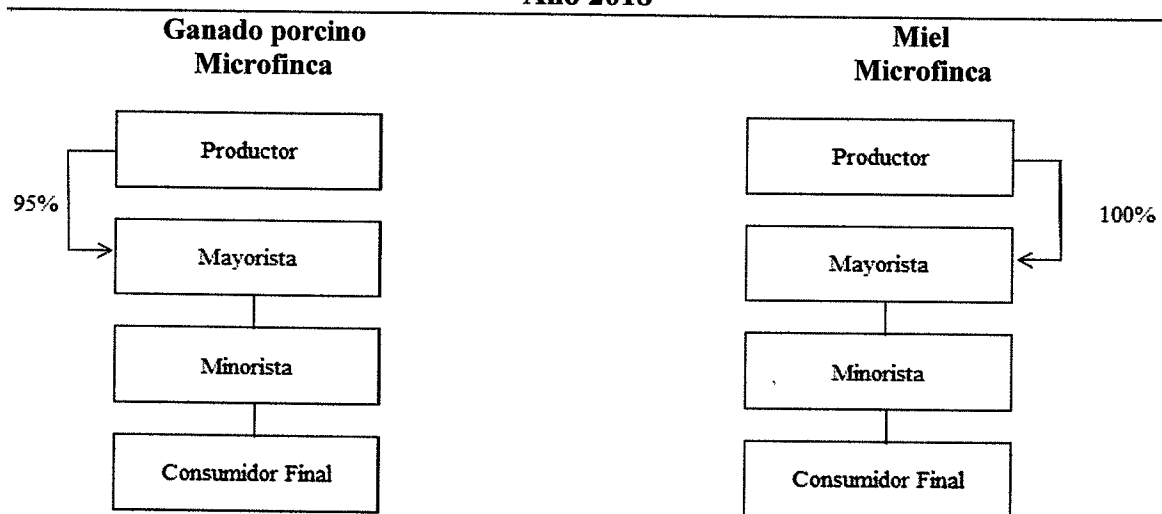 Ganado porcino
Microfinca
Productor
95%
Mayorista
Minorista
Consumidor Final
Miel
Microfinca
Productor
100%
Mayorista
Minorista
Consumidor Final